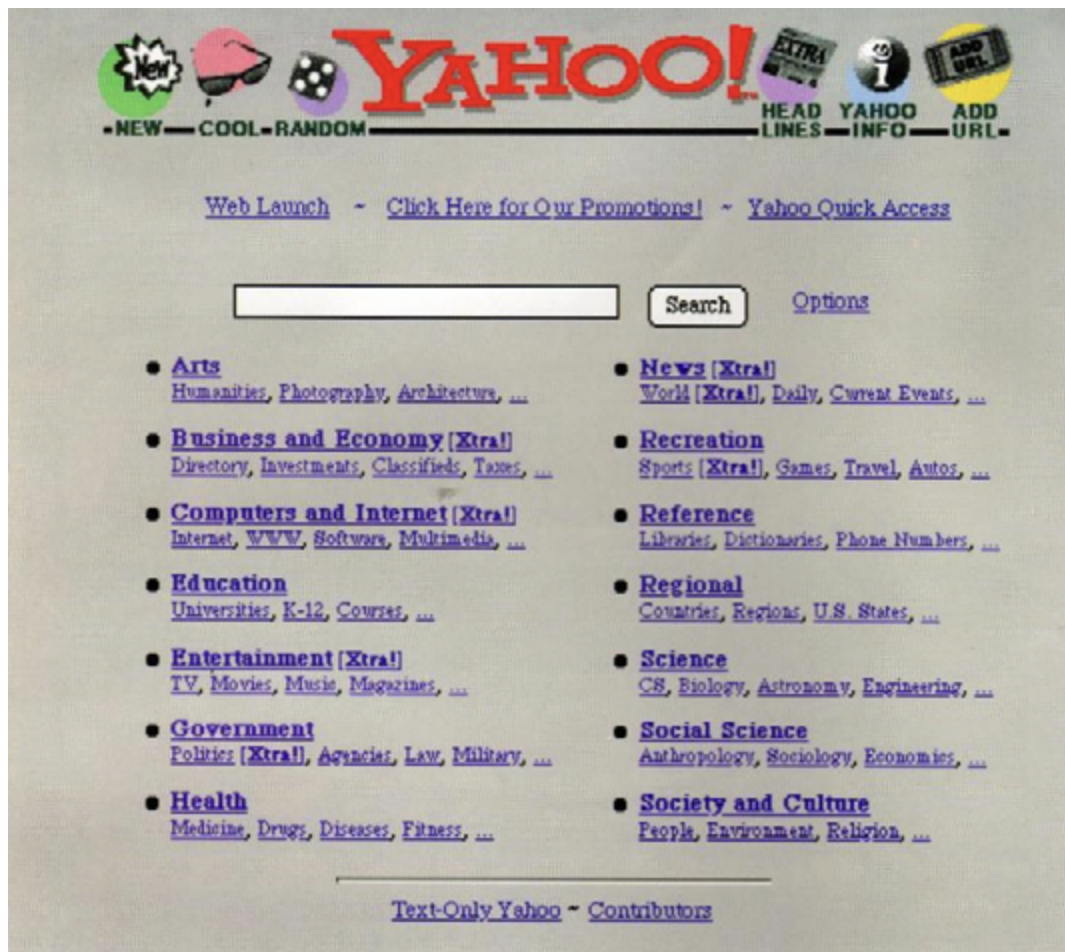 New
EXTRA
i
ADD URL
YAHOO!™
NEW COOL RANDOM
HEAD LINES
YAHOO INFO
ADD URL
Web Launch ~ Click Here for Our Promotions! ~ Yahoo Quick Access
Search Options
Arts
Humanities, Photography, Architecture, ...
Business and Economy [Xtra!]
Directory, Investments, Classifieds, Taxes, ...
Computers and Internet [Xtra!]
Internet, WWW, Software, Multimedia, ...
Education
Universities, K-12, Courses, ...
Entertainment [Xtra!]
TV, Movies, Music, Magazines, ...
Government
Politics [Xtra!], Agencies, Law, Military, ...
Health
Medicine, Drugs, Diseases, Fitness, ...
News [Xtra!]
World [Xtra!], Daily, Current Events, ...
Recreation
Sports [Xtra!], Games, Travel, Autos, ...
Reference
Libraries, Dictionaries, Phone Numbers, ...
Regional
Countries, Regions, U.S. States, ...
Science
CS, Biology, Astronomy, Engineering, ...
Social Science
Anthropology, Sociology, Economics, ...
Society and Culture
People, Environment, Religion, ...
Text-Only Yahoo ~ Contributors